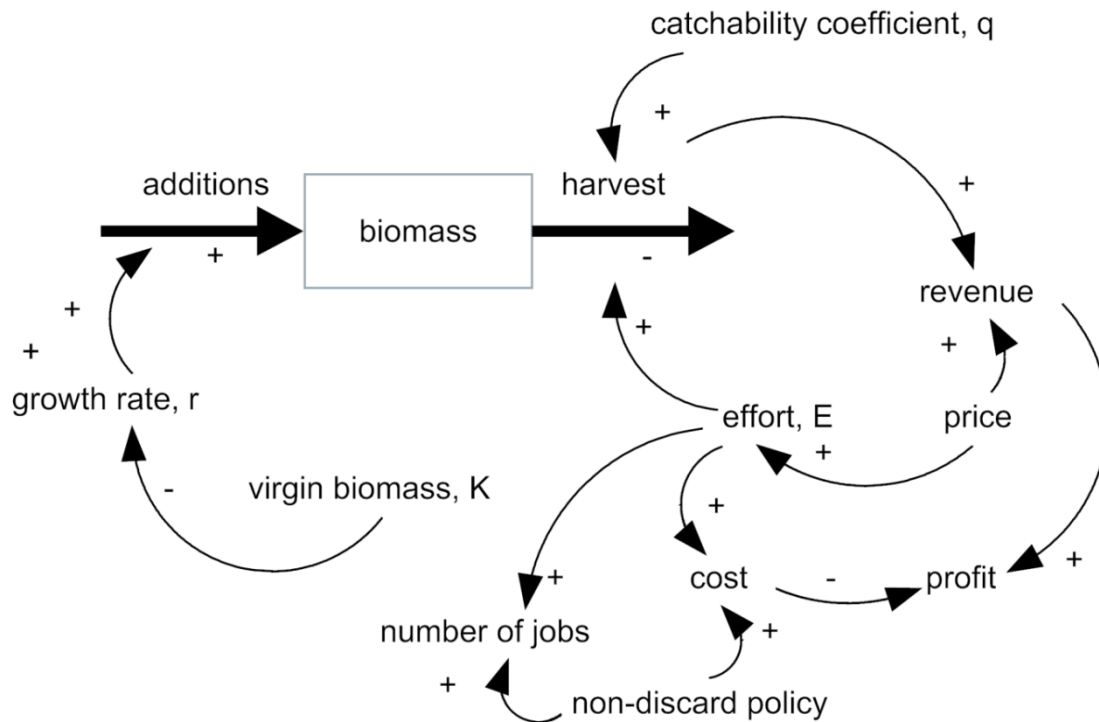 catchability coefficient, q
+
additions
harvest
+
biomass
+
-
revenue
+
+
+
+
growth rate, r
effort, E
price
+
-
virgin biomass, K
+
+
cost
-
profit
+
+
number of jobs
+
+
non-discard policy